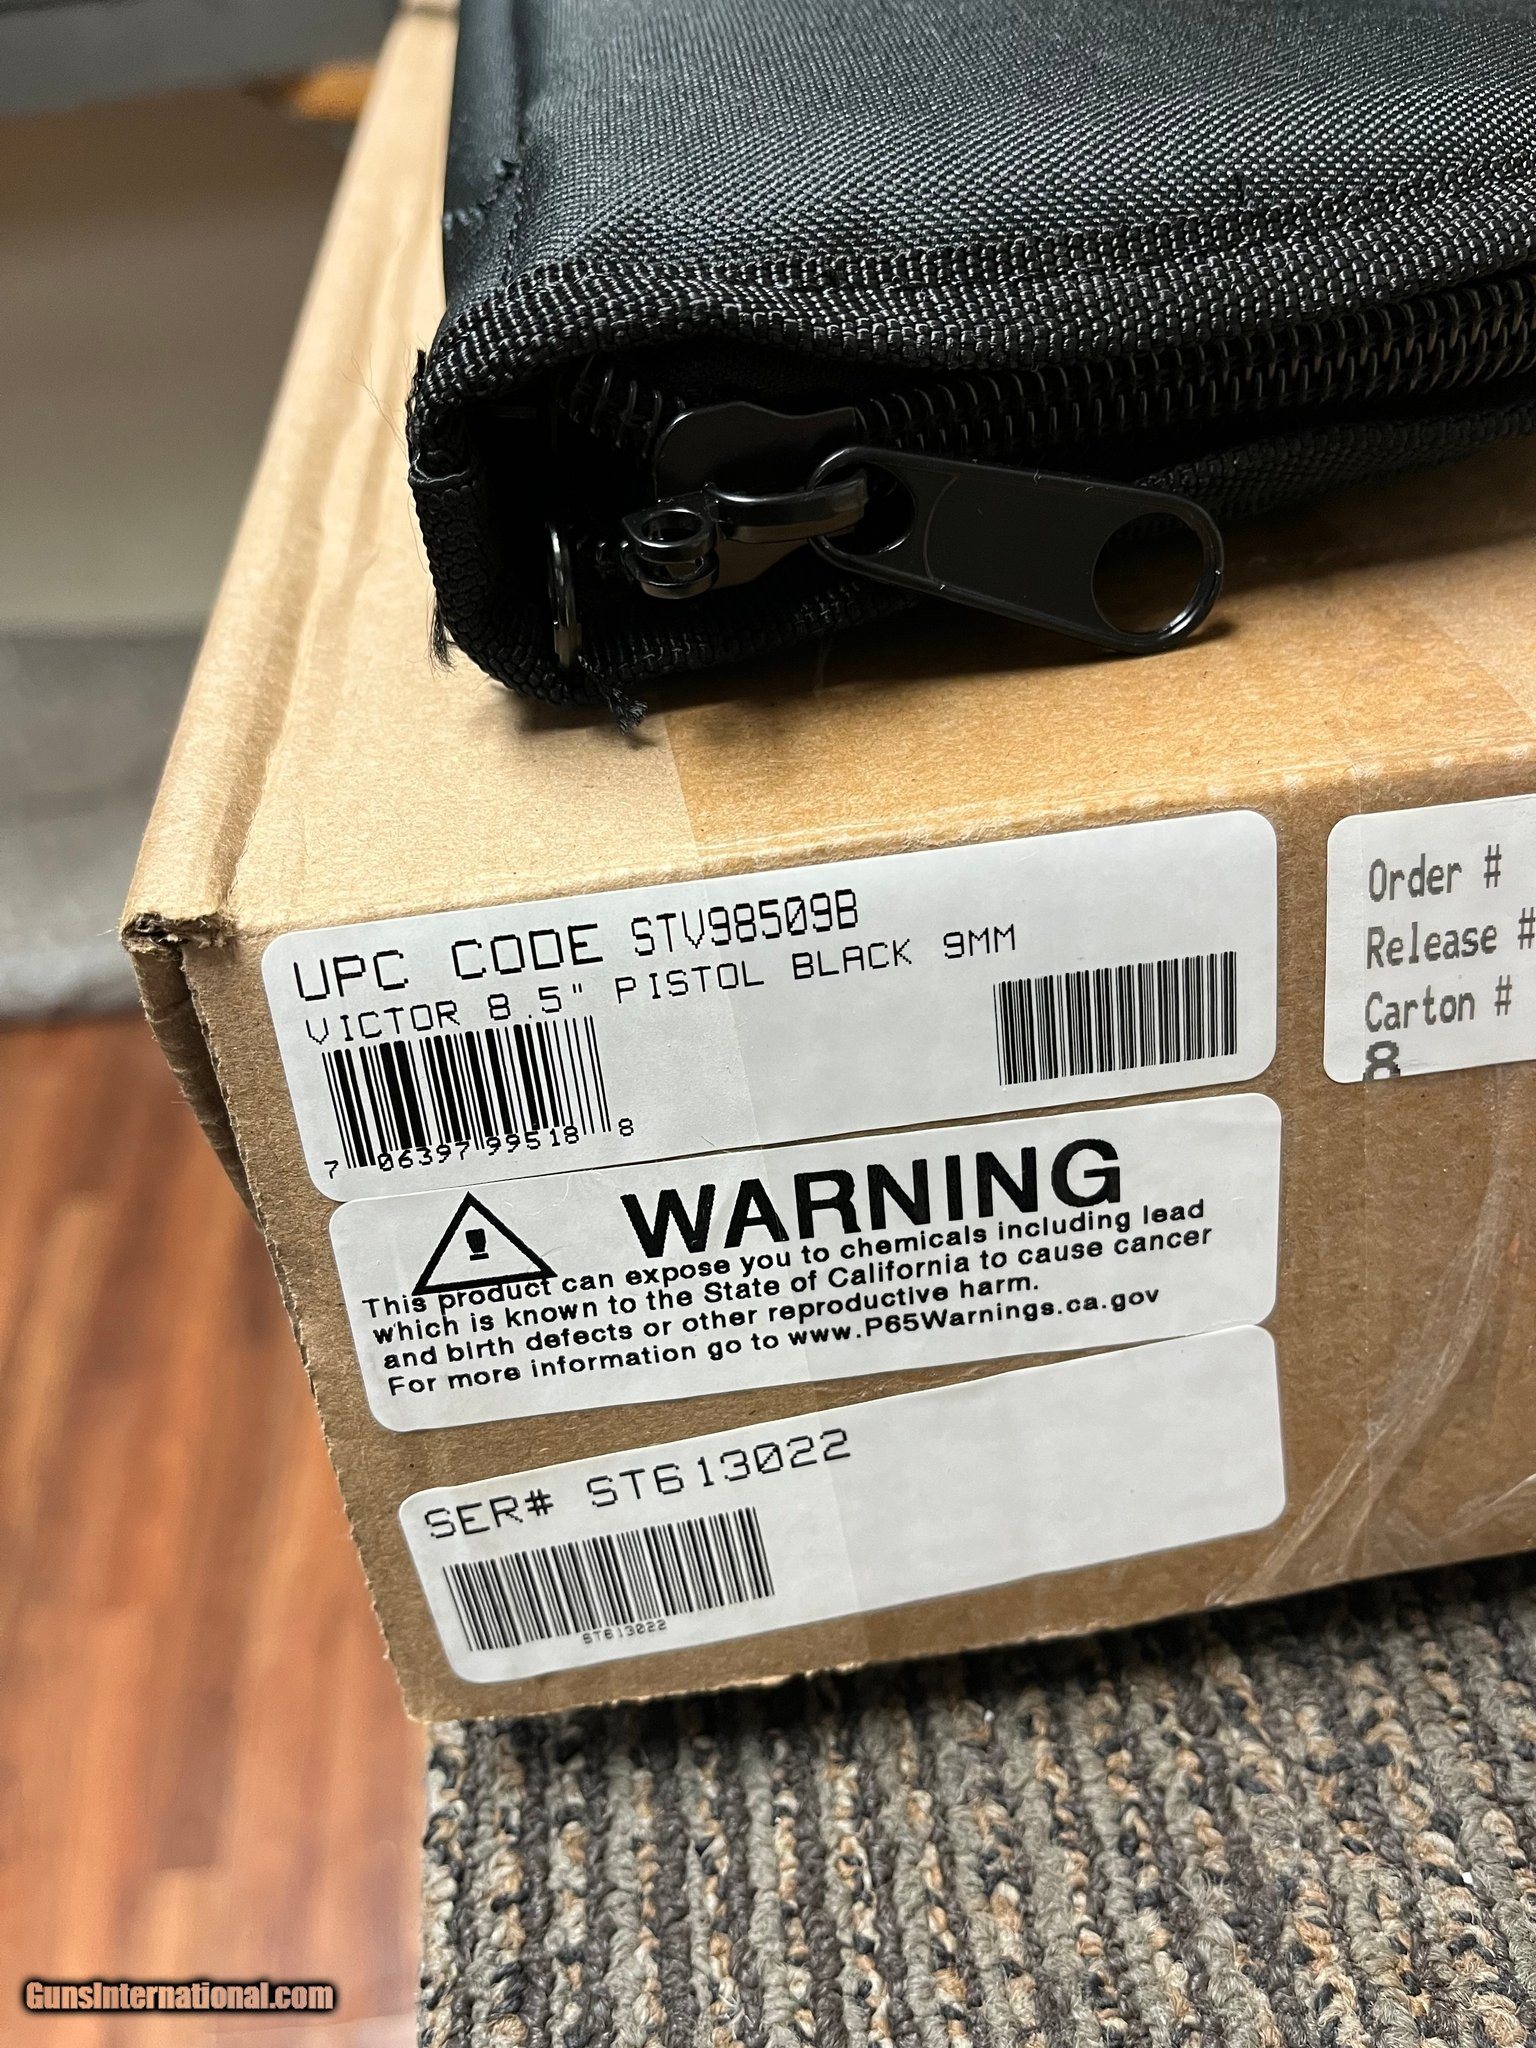 UPC CODE STV98509B
VICTOR 8.5" PISTOL BLACK 9MM
7 06397 99518 8
Order #
Release #
Carton #
8
WARNING
This product can expose you to chemicals including lead
which is known to the State of California to cause cancer
and birth defects or other reproductive harm.
For more information go to www.P65Warnings.ca.gov
SER# ST613022
ST613022
GunsInternational.com